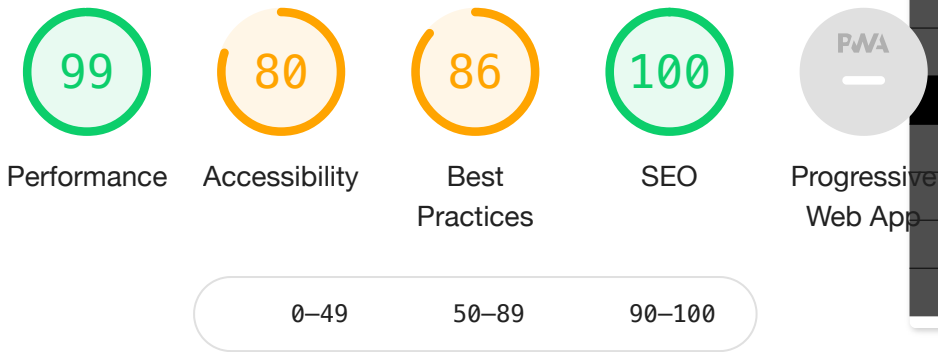 99 80 86 100 PWA
Performance Accessibility Best SEO Progressive
Practices Web App
0–49 50–89 90–100